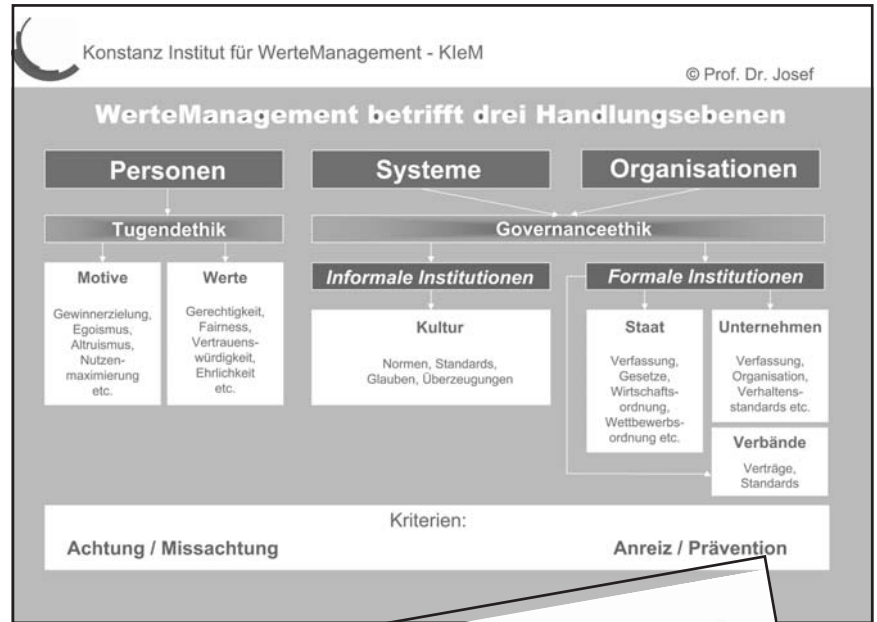 Konstanz Institut für WerteManagement - KIeM
© Prof. Dr. Josef
WerteManagement betrifft drei Handlungsebenen
Personen
Systeme
Organisationen
Tugendethik
Governanceethik
Motive
Gewinnerzielung,
Egoismus,
Altruismus,
Nutzen-
maximierung
etc.
Werte
Gerechtigkeit,
Fairness,
Vertrauens-
würdigkeit,
Ehrlichkeit
etc.
Informale Institutionen
Formale Institutionen
Kultur
Normen, Standards,
Glauben, Überzeugungen
Staat
Verfassung,
Gesetze,
Wirtschafts-
ordnung,
Wettbewerbs-
ordnung etc.
Unternehmen
Verfassung,
Organisation,
Verhaltens-
standards etc.
Verbände
Verträge,
Standards
Kriterien:
Achtung / Missachtung
Anreiz / Prävention